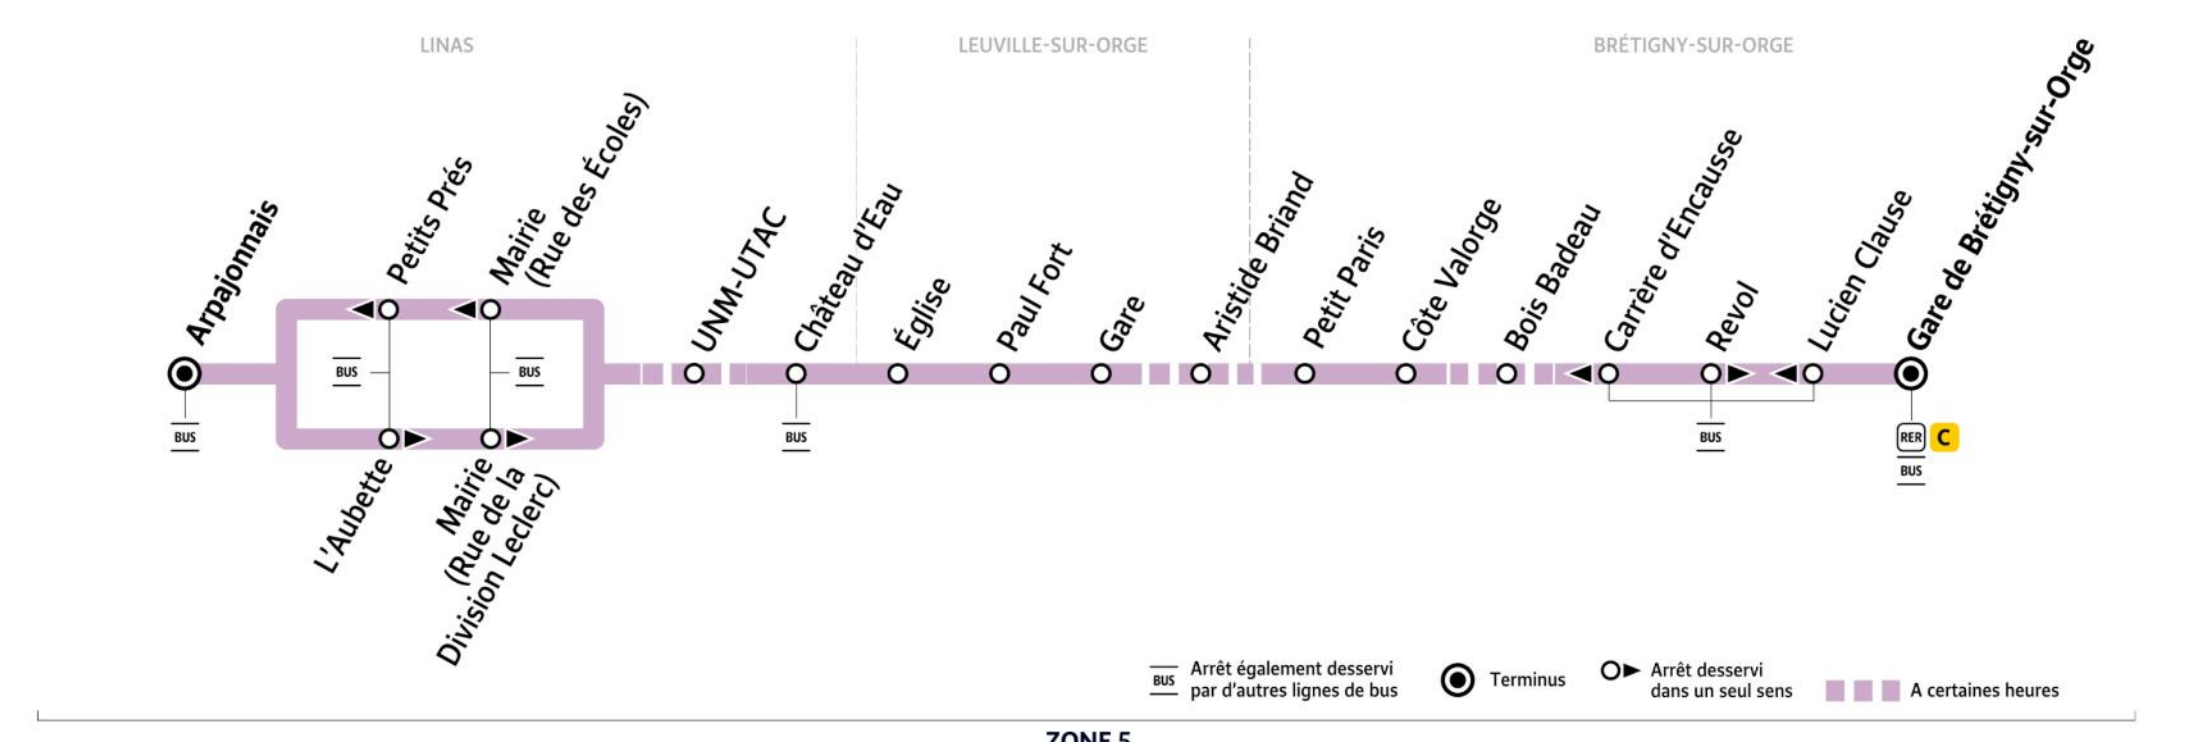 LINAS
LEUVILLE-SUR-ORGE
BRÉTIGNY-SUR-ORGE
Arpajonnais
Petits Prés
Mairie
(Rue des Écoles)
UNM-UTAC
Château d'Eau
Église
Paul Fort
Gare
Aristide Briand
Petit Paris
Côte Valorge
Bois Badeau
Carrère d'Encausse
Revol
Lucien Clause
Gare de Brétigny-sur-Orge
BUS
BUS
BUS
BUS
BUS
RER C
BUS
L'Aubette
Mairie
(Rue de la
Division Leclerc)
BUS
Arrêt également desservi
par d'autres lignes de bus
Terminus
Arrêt desservi
dans un seul sens
A certaines heures
ZONE 5